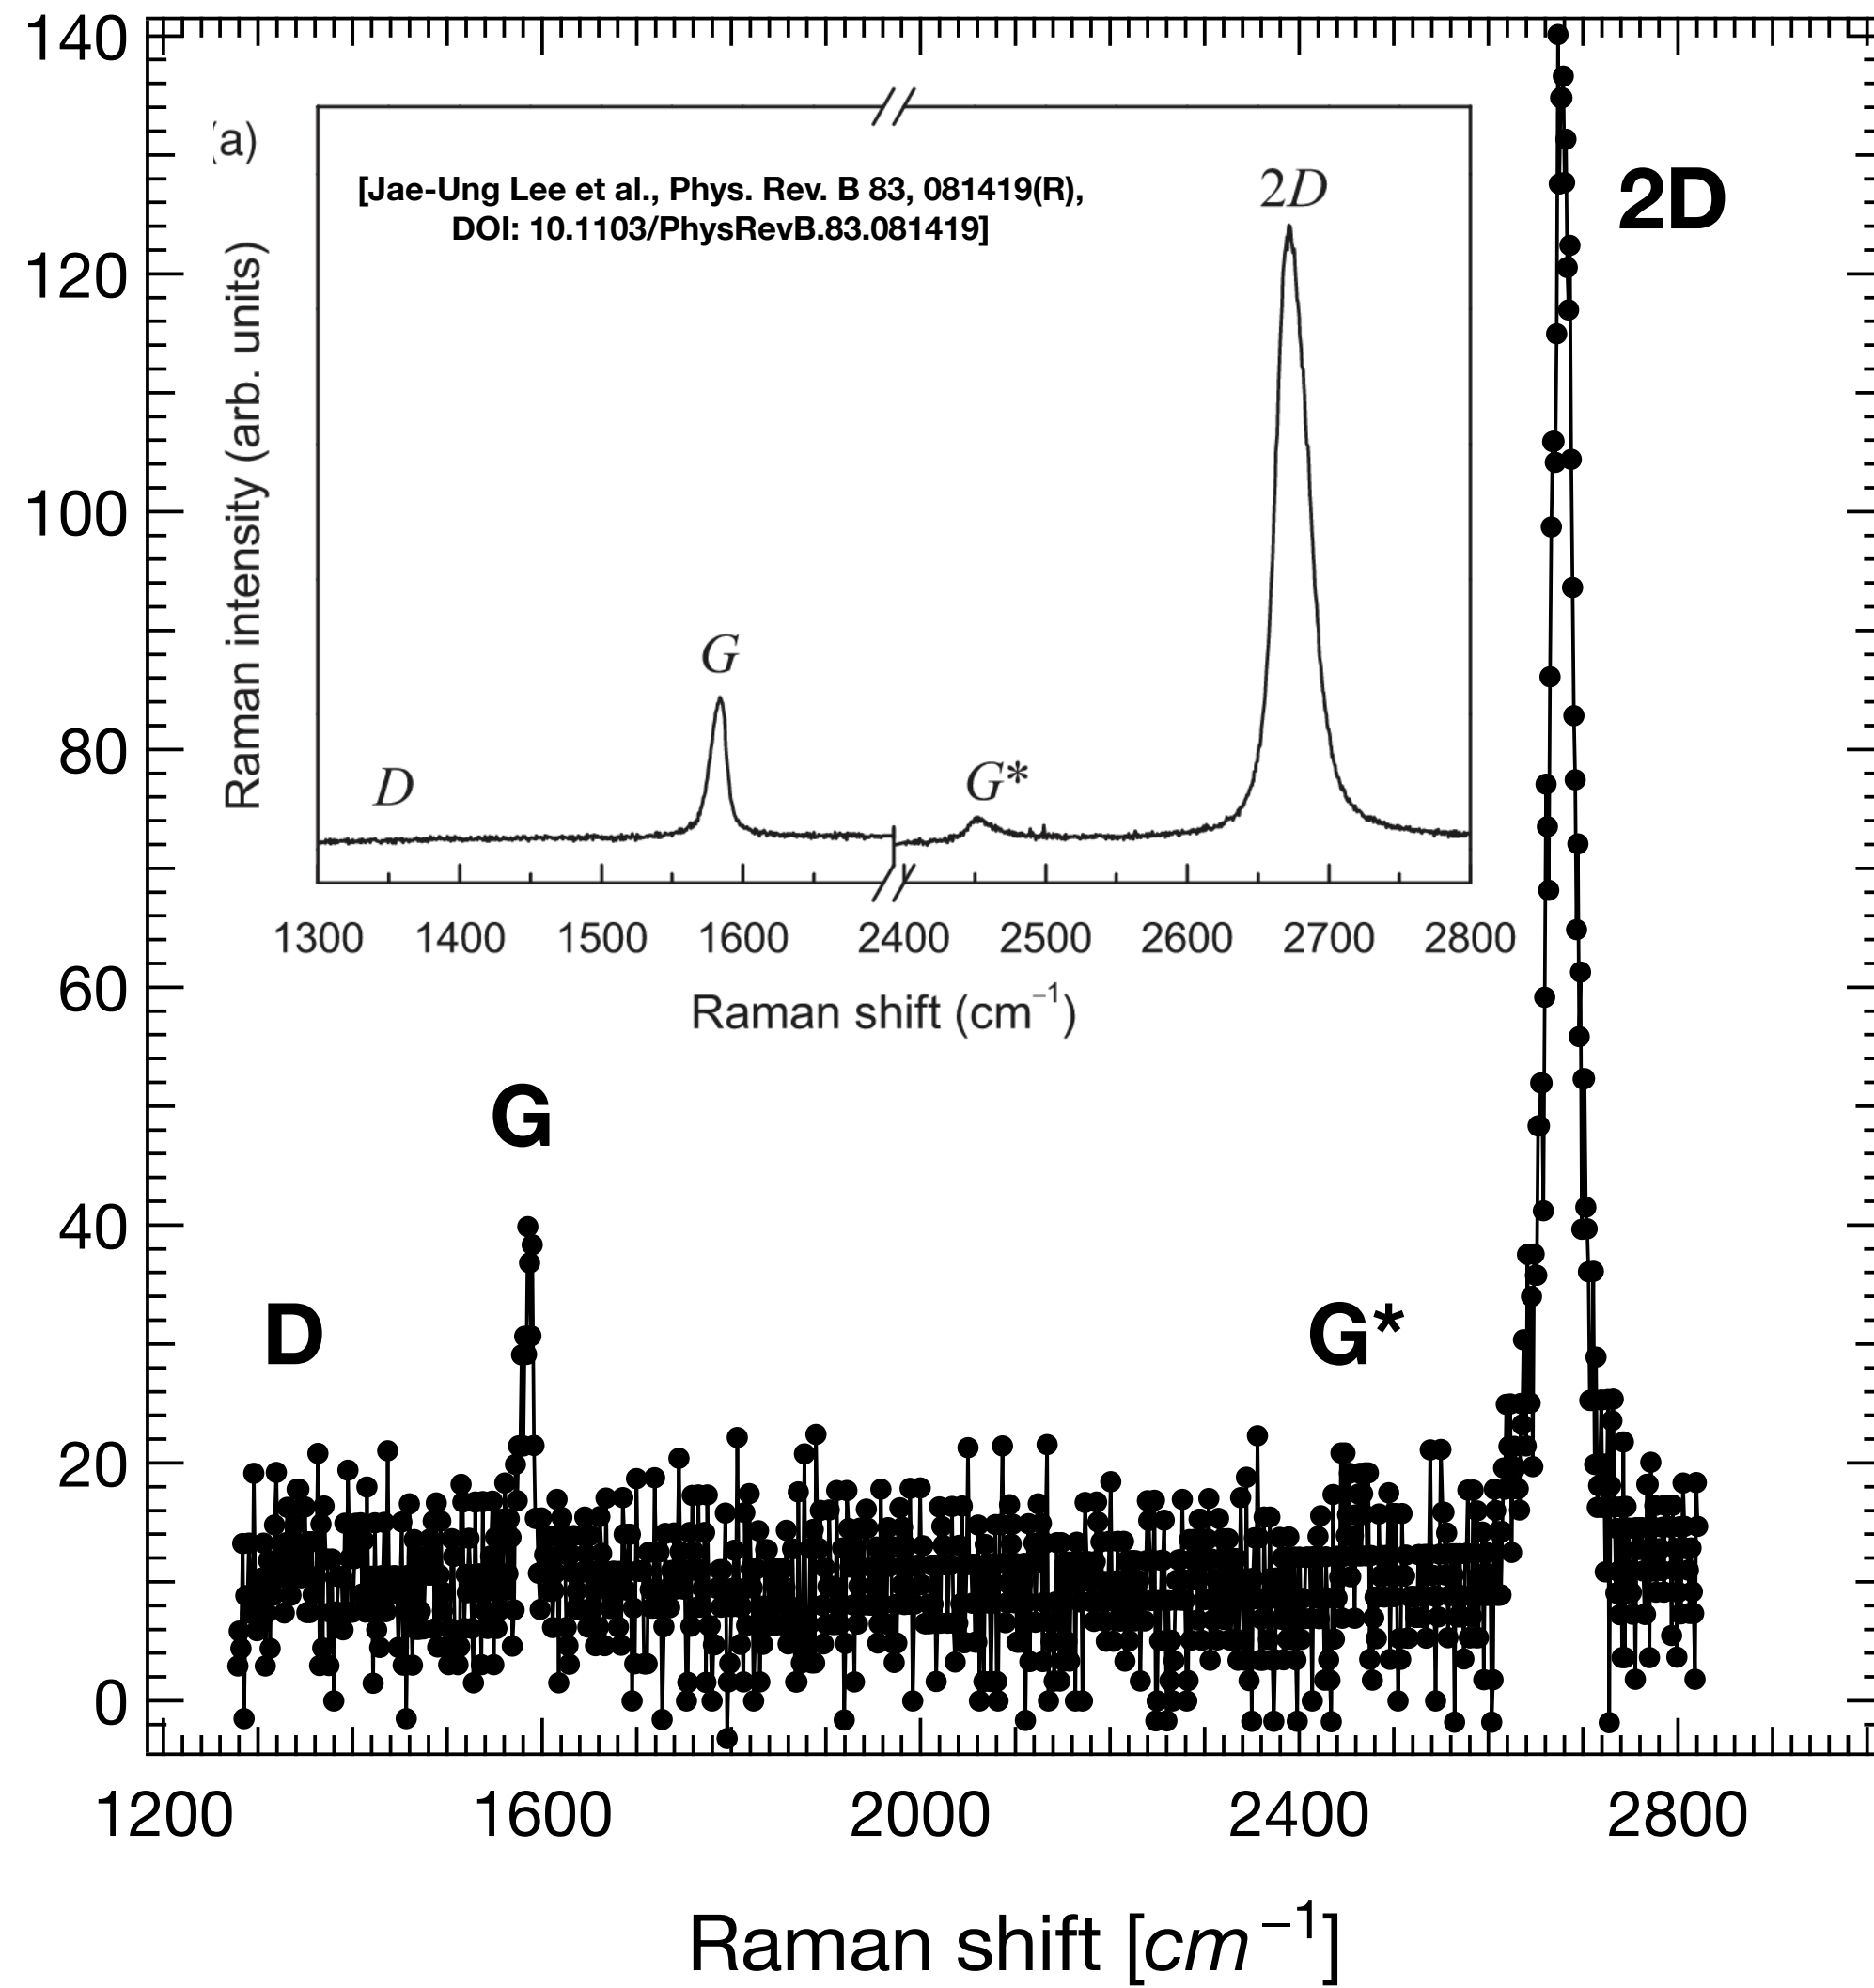 140
120
100
80
60
40
20
0
(a)
[Jae-Ung Lee et al., Phys. Rev. B 83, 081419(R),
DOI: 10.1103/PhysRevB.83.081419]
2D
G
D
G*
Raman intensity (arb. units)
1300 1400 1500 1600 2400 2500 2600 2700 2800
Raman shift (cm⁻¹)
2D
G
D
G*
1200 1600 2000 2400 2800
Raman shift [cm⁻¹]